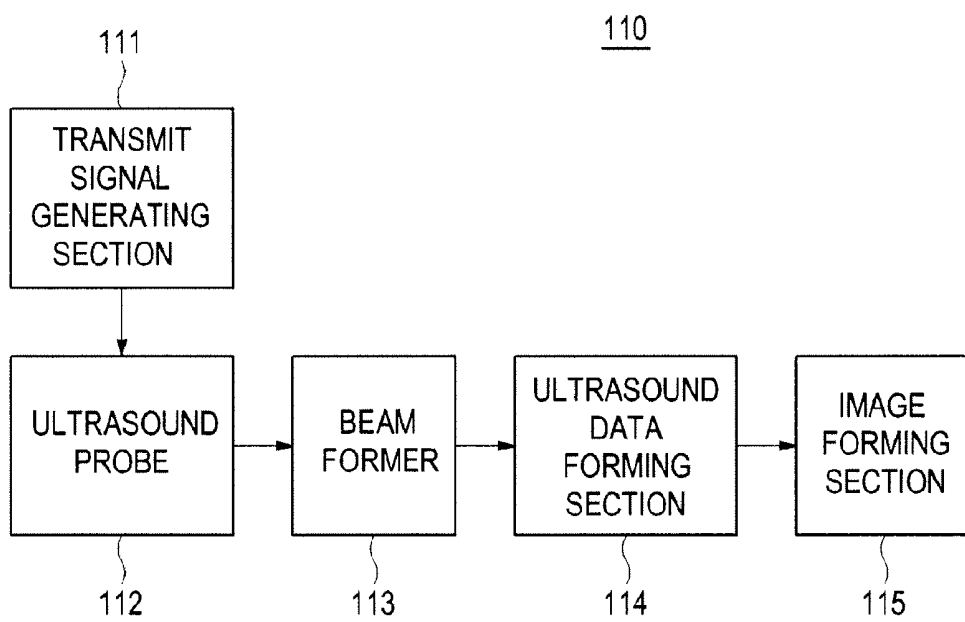 110
111
TRANSMIT
SIGNAL
GENERATING
SECTION
ULTRASOUND
PROBE
BEAM
FORMER
ULTRASOUND
DATA
FORMING
SECTION
IMAGE
FORMING
SECTION
112
113
114
115